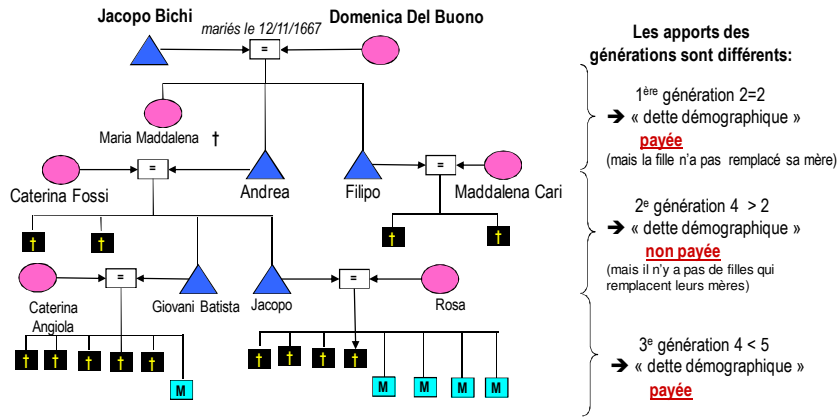 Jacopo Bichi
mariés le 12/11/1667
Domenica Del Buono
=
Maria Maddalena †
=
=
Caterina Fossi
Andrea
Filipo
Maddalena Cari
† †
† †
=
=
Caterina
Angiola
Giovani Batista
Jacopo
Rosa
† † † † †
M
† † † †
M M M M
Les apports des
générations sont différents:
1ère génération 2=2
➔ « dette démographique »
payée
(mais la fille n'a pas remplacé sa mère)
2e génération 4 > 2
➔ « dette démographique »
non payée
(mais il n'y a pas de filles qui
remplacent leurs mères)
3e génération 4 < 5
➔ « dette démographique »
payée